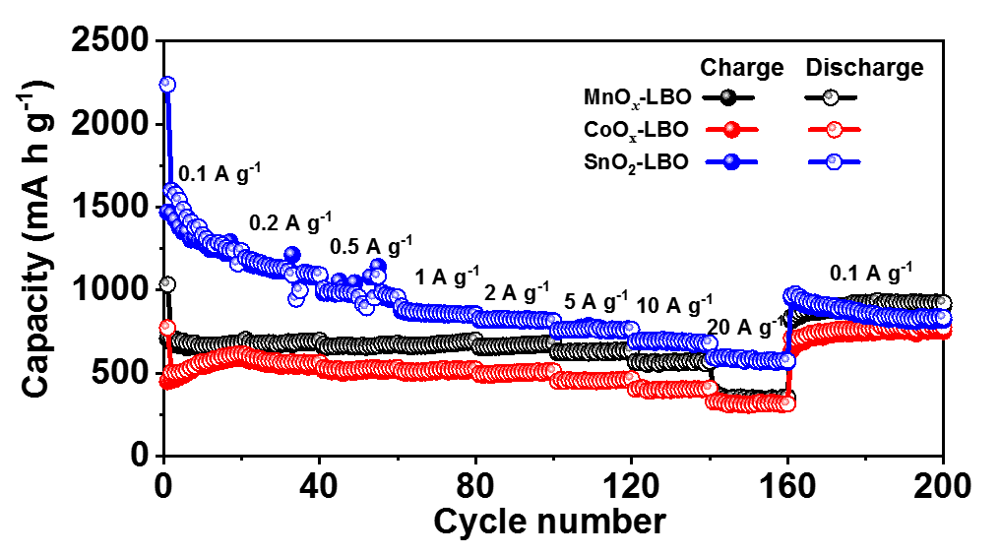 2500
2000
1500
1000
500
0
Capacity (mA h g⁻¹)
Charge Discharge
MnOₓ-LBO
CoOₓ-LBO
SnO₂-LBO
0.1 A g⁻¹
0.2 A g⁻¹
0.5 A g⁻¹
1 A g⁻¹
2 A g⁻¹
5 A g⁻¹
10 A g⁻¹
20 A g⁻¹
0.1 A g⁻¹
0 40 80 120 160 200
Cycle number